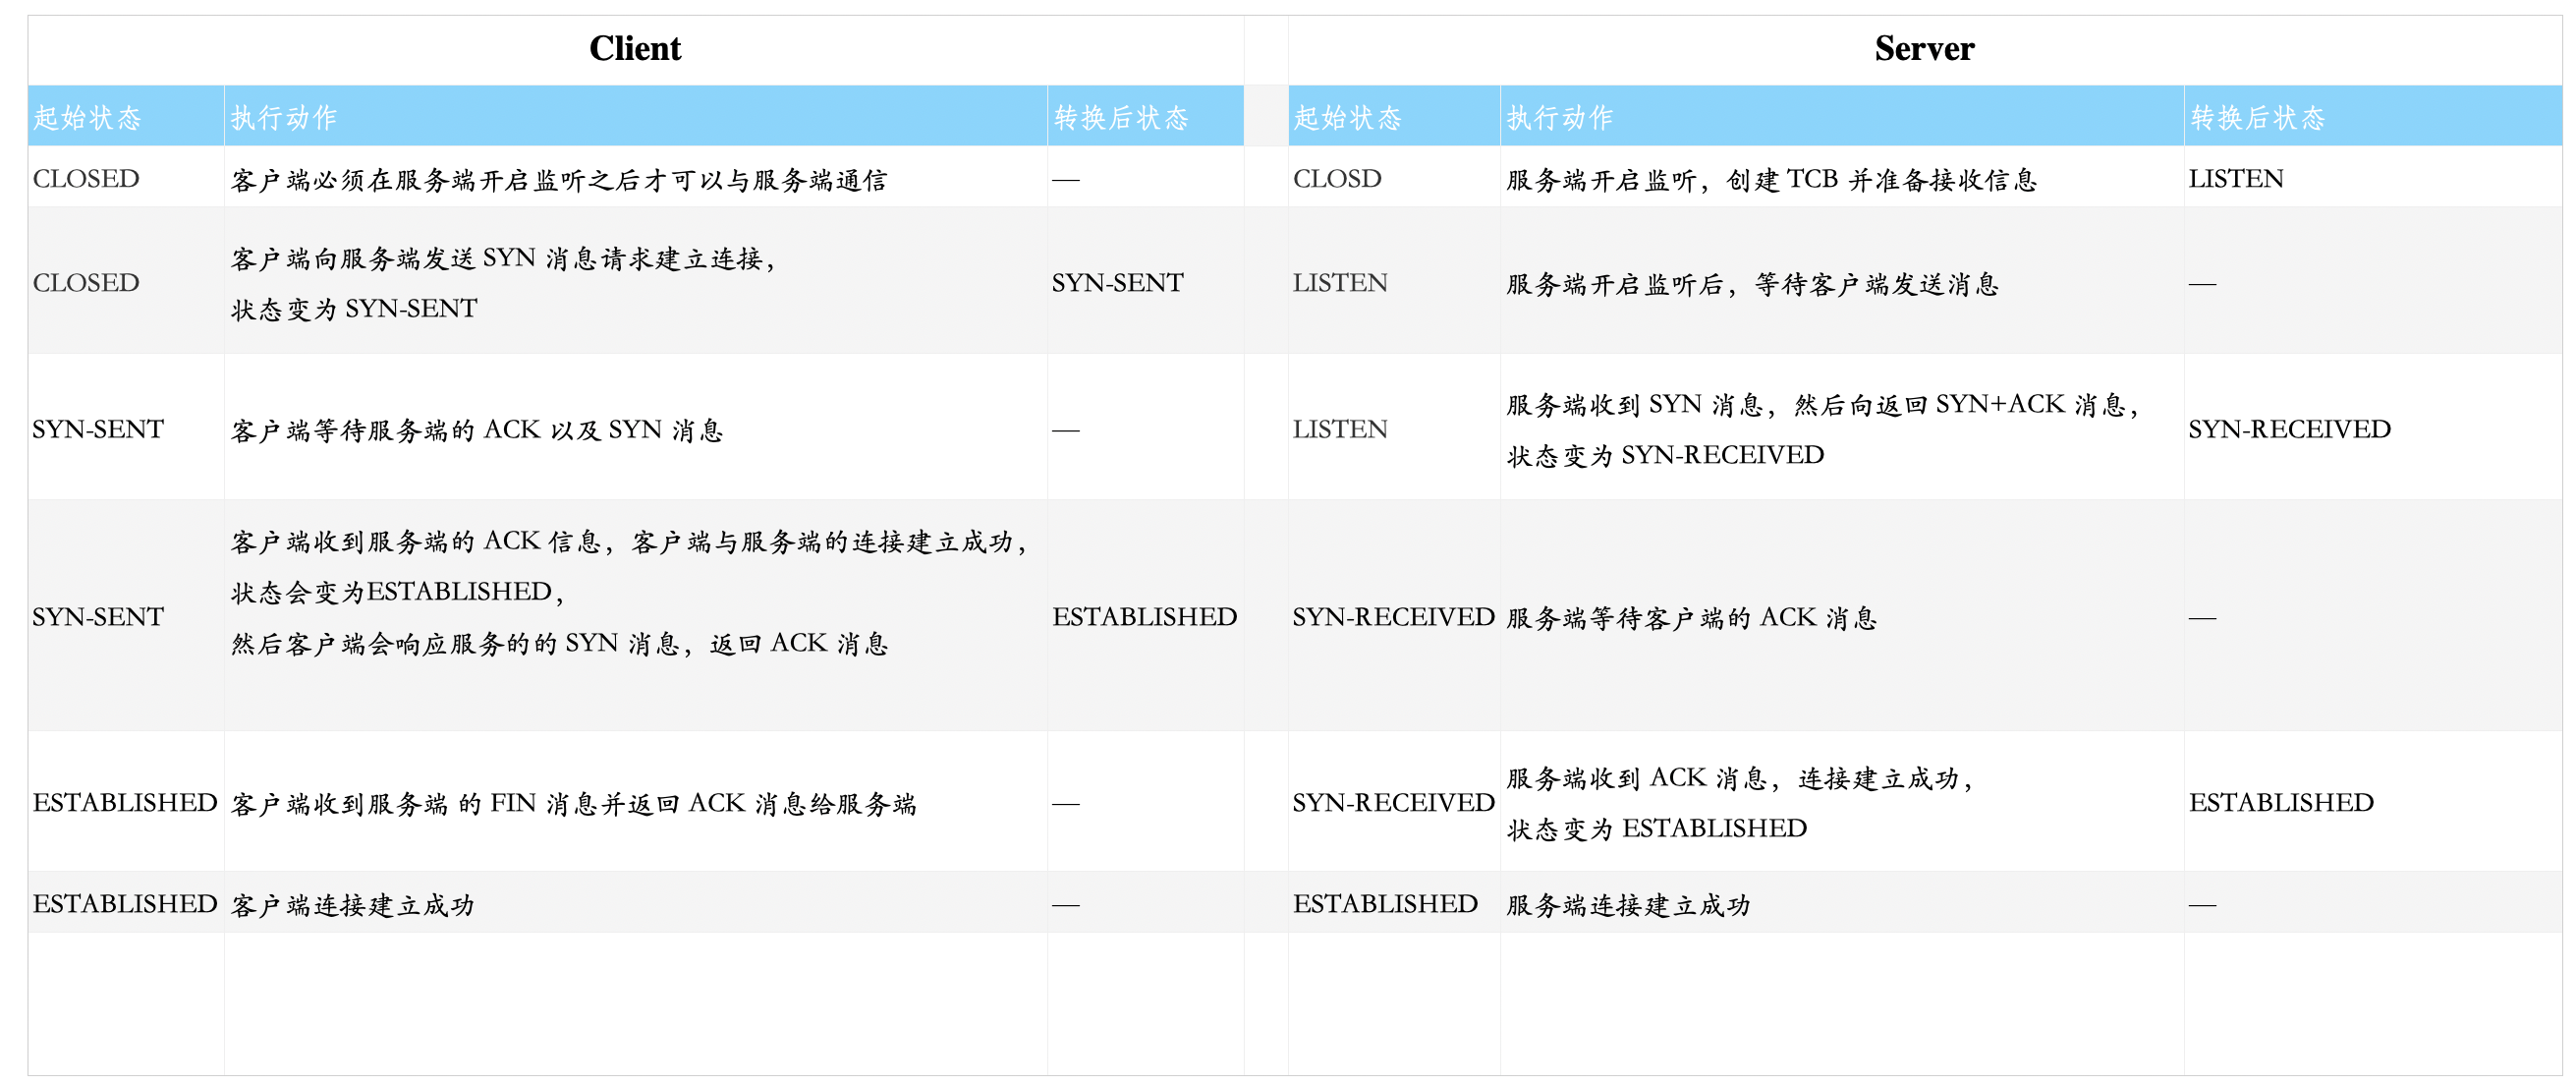 Client
Server
起始状态
执行动作
转换后状态
起始状态
执行动作
转换后状态
CLOSED
客户端必须在服务端开启监听之后才可以与服务端通信
—
CLOSD
服务端开启监听，创建 TCB 并准备接收信息
LISTEN
CLOSED
客户端向服务端发送 SYN 消息请求建立连接，
状态变为 SYN-SENT
SYN-SENT
LISTEN
服务端开启监听后，等待客户端发送消息
—
SYN-SENT
客户端等待服务端的 ACK 以及 SYN 消息
—
LISTEN
服务端收到 SYN 消息，然后向返回 SYN+ACK 消息，
状态变为 SYN-RECEIVED
SYN-RECEIVED
SYN-SENT
客户端收到服务端的 ACK 信息，客户端与服务端的连接建立成功，
状态会变为ESTABLISHED，
然后客户端会响应服务的的 SYN 消息，返回 ACK 消息
ESTABLISHED
SYN-RECEIVED
服务端等待客户端的 ACK 消息
—
ESTABLISHED
客户端收到服务端 的 FIN 消息并返回 ACK 消息给服务端
—
SYN-RECEIVED
服务端收到 ACK 消息，连接建立成功，
状态变为 ESTABLISHED
ESTABLISHED
ESTABLISHED
客户端连接建立成功
—
ESTABLISHED
服务端连接建立成功
—